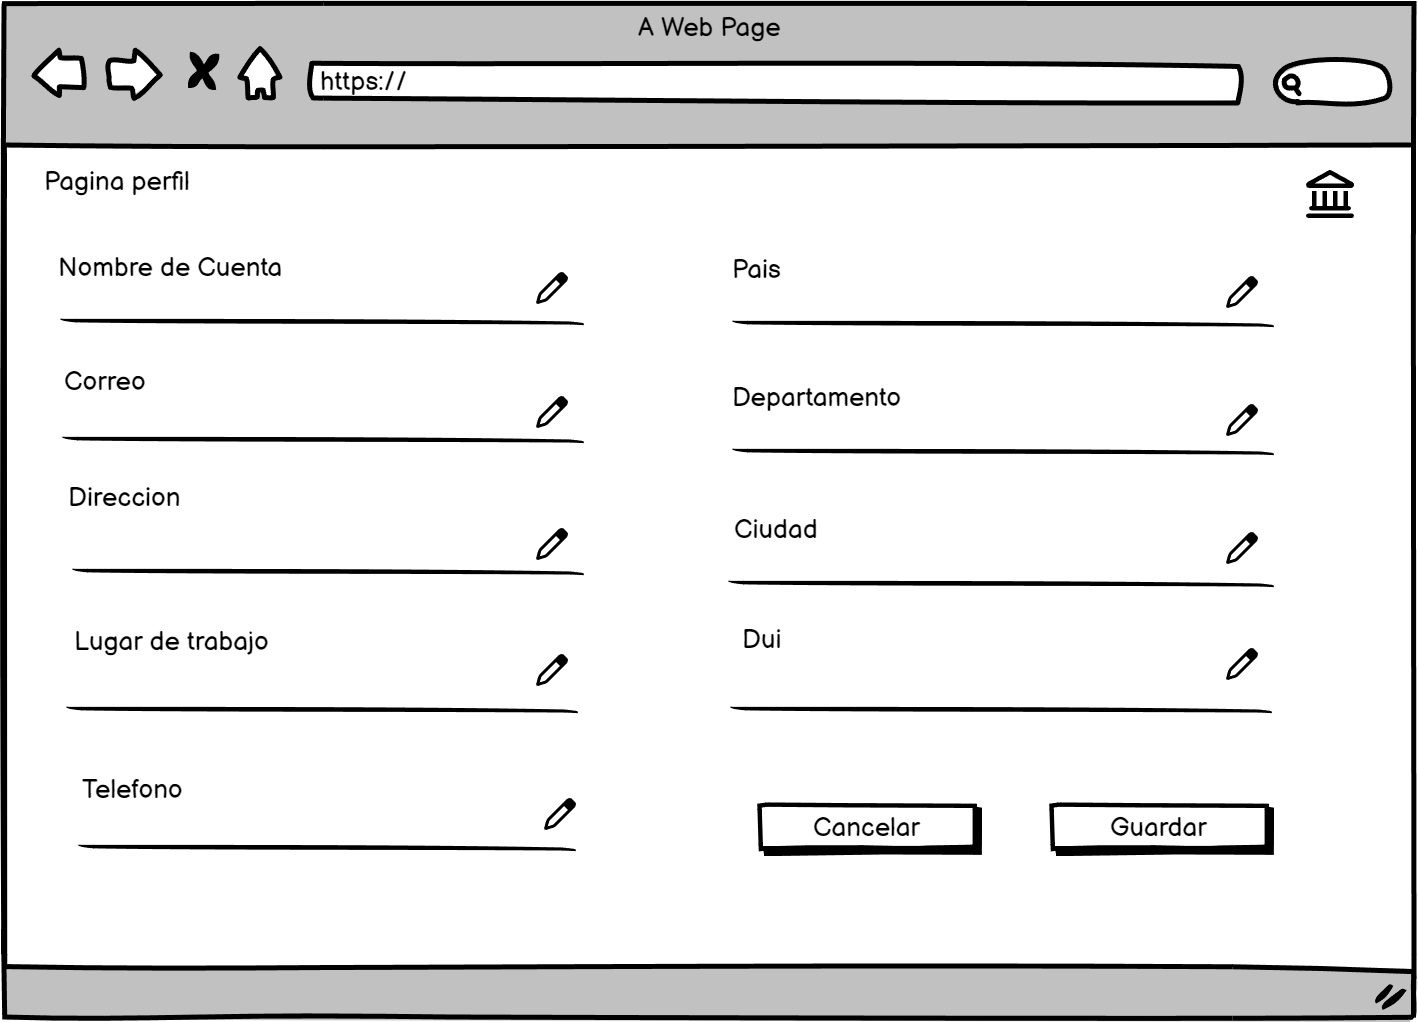 A Web Page
https://
Pagina perfil
Nombre de Cuenta
Pais
Correo
Departamento
Direccion
Ciudad
Lugar de trabajo
Dui
Telefono
Cancelar
Guardar